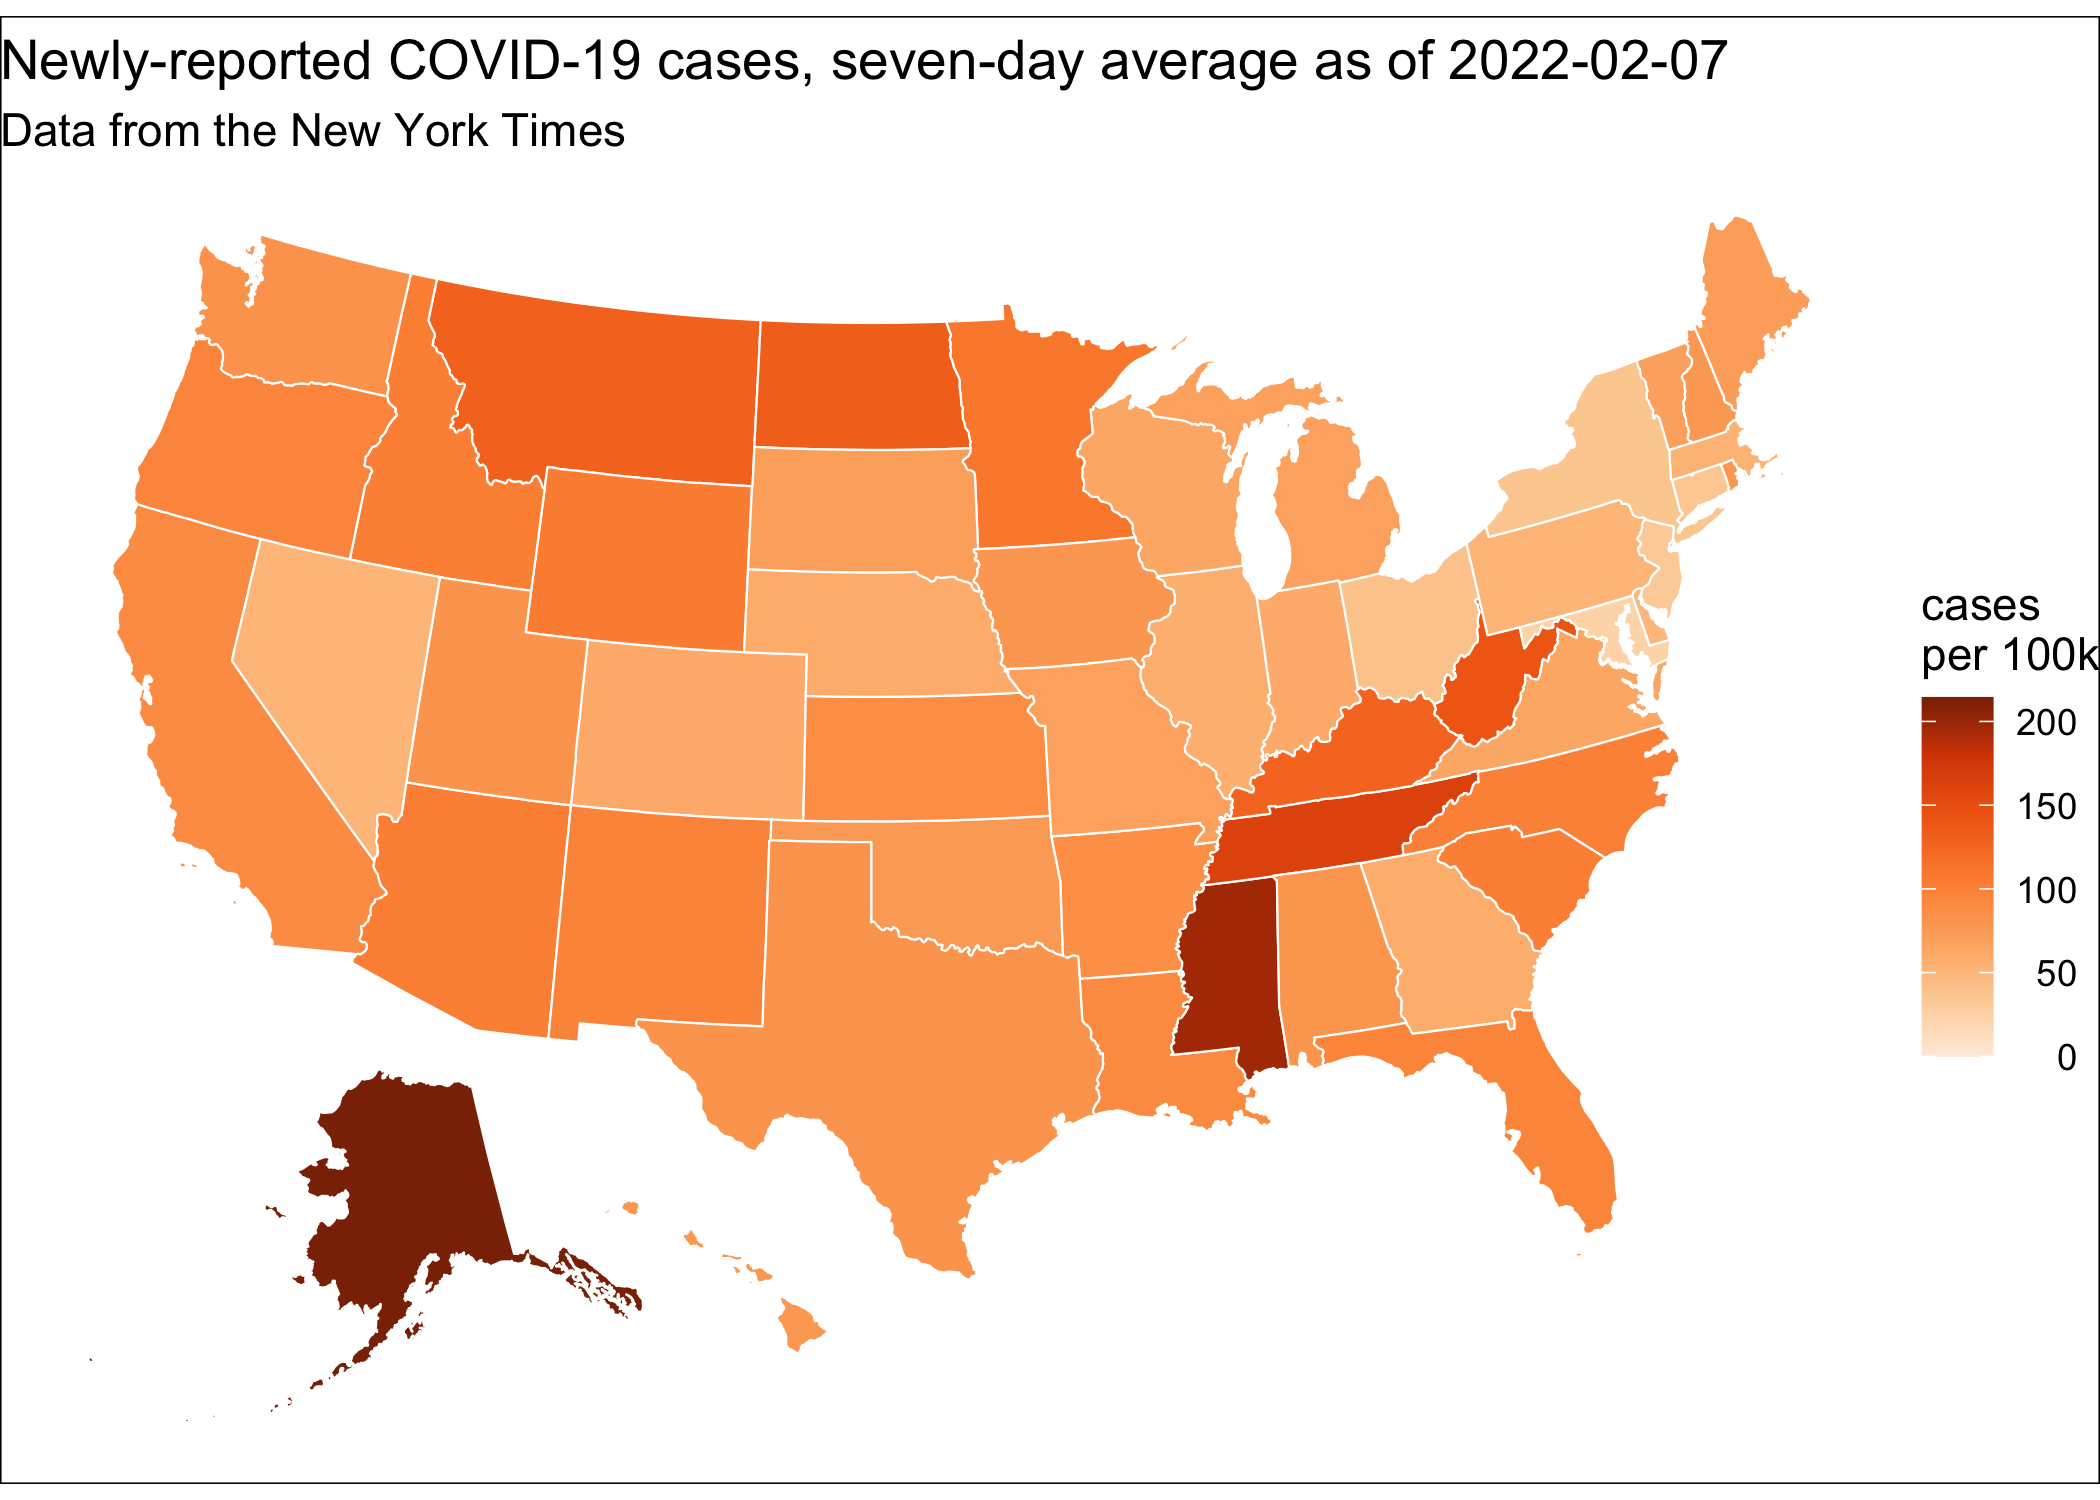 Newly-reported COVID-19 cases, seven-day average as of 2022-02-07
Data from the New York Times
cases
per 100k
200
150
100
50
0